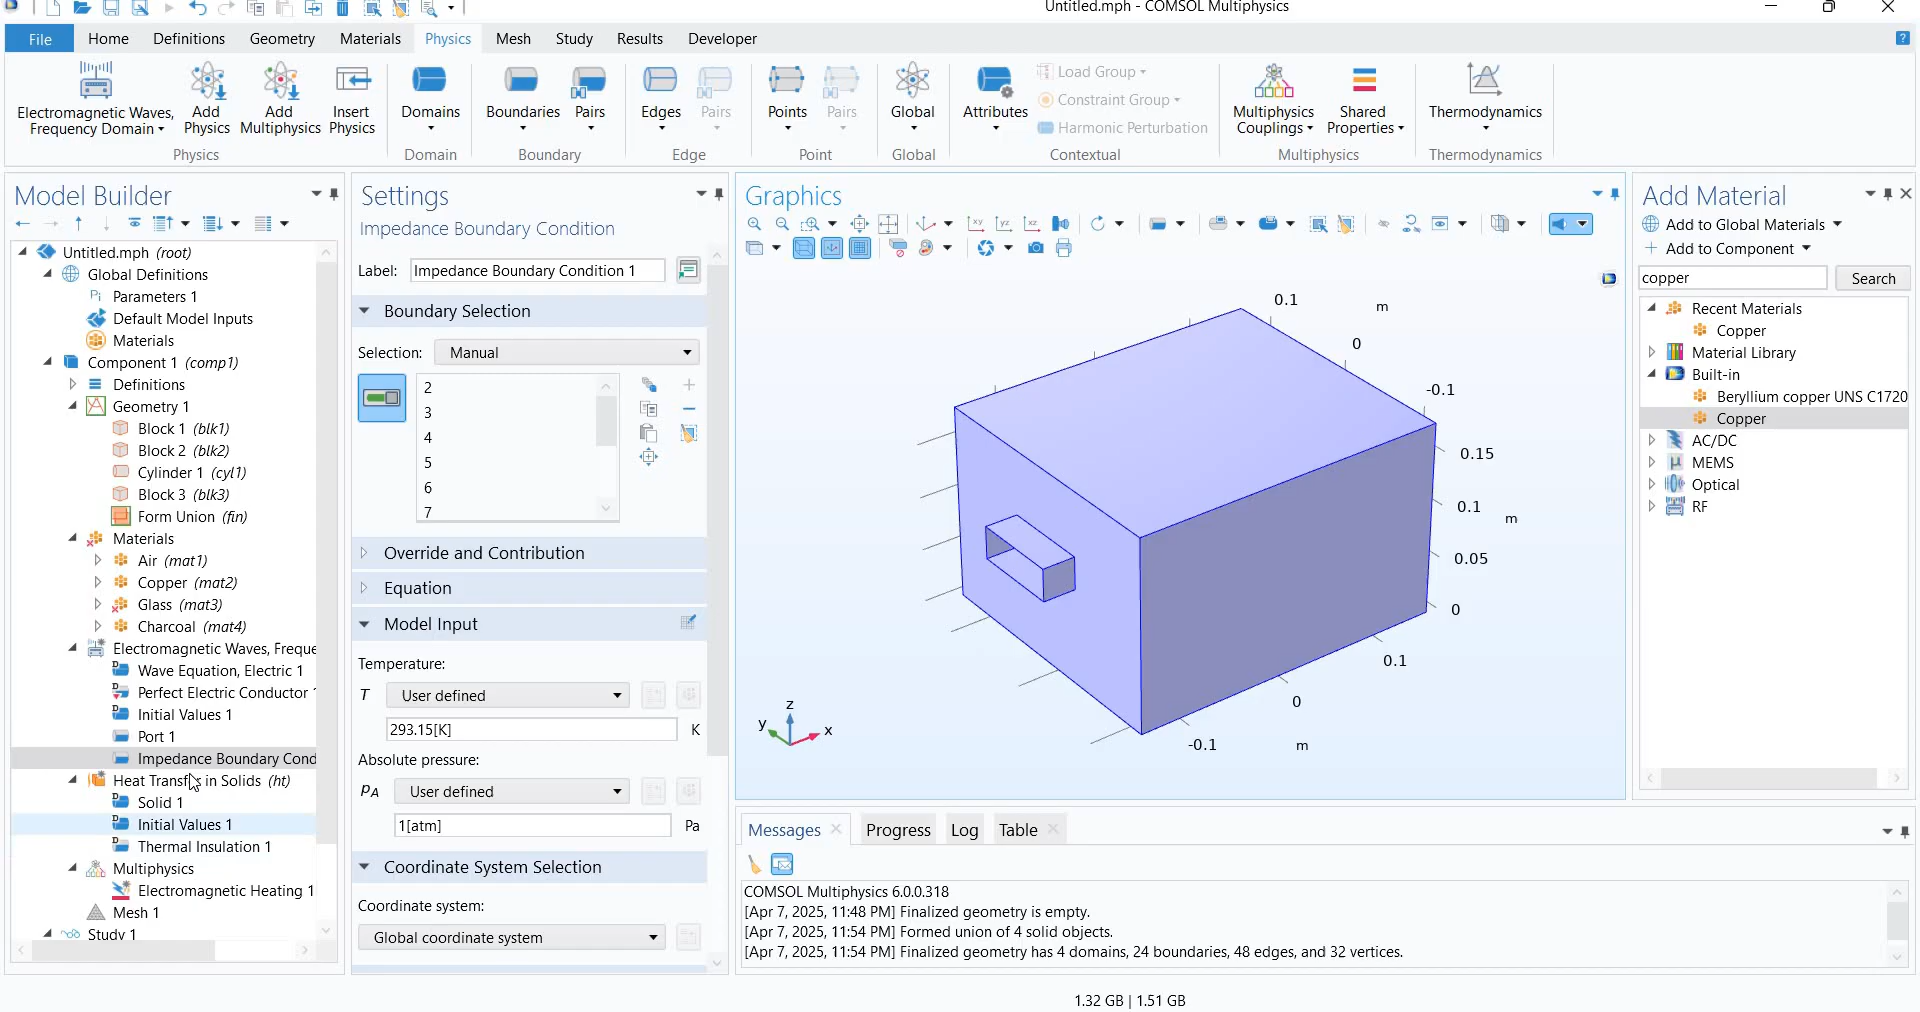 Untitled.mph - COMSOL Multiphysics
File Home Definitions Geometry Materials Physics Mesh Study Results Developer
Electromagnetic Waves, Frequency Domain
Add Physics
Add Multiphysics
Insert Physics
Physics
Domains
Domain
Boundaries
Pairs
Boundary
Edges
Pairs
Edge
Points
Pairs
Point
Global
Global
Attributes
Load Group
Constraint Group
Harmonic Perturbation
Contextual
Multiphysics Couplings
Shared Properties
Multiphysics
Thermodynamics
Thermodynamics
Model Builder
Untitled.mph (root)
Global Definitions
Pi Parameters 1
Default Model Inputs
Materials
Component 1 (comp1)
Definitions
Geometry 1
Block 1 (blk1)
Block 2 (blk2)
Cylinder 1 (cyl1)
Block 3 (blk3)
Form Union (fin)
Materials
Air (mat1)
Copper (mat2)
Glass (mat3)
Charcoal (mat4)
Electromagnetic Waves, Freque
Wave Equation, Electric 1
Perfect Electric Conductor
Initial Values 1
Port 1
Impedance Boundary Cond
Heat Transfer in Solids (ht)
Solid 1
Initial Values 1
Thermal Insulation 1
Multiphysics
Electromagnetic Heating 1
Mesh 1
Study 1
Settings
Impedance Boundary Condition
Label: Impedance Boundary Condition 1
Boundary Selection
Selection: Manual
2
3
4
5
6
7
Override and Contribution
Equation
Model Input
Temperature:
T User defined
293.15[K] K
Absolute pressure:
pA User defined
1[atm] Pa
Coordinate System Selection
Coordinate system:
Global coordinate system
Graphics
0.1
m
0
-0.1
0.15
0.1
m
0.05
0
0.1
0
-0.1
m
z
y
x
Messages Progress Log Table
COMSOL Multiphysics 6.0.0.318
[Apr 7, 2025, 11:48 PM] Finalized geometry is empty.
[Apr 7, 2025, 11:54 PM] Formed union of 4 solid objects.
[Apr 7, 2025, 11:54 PM] Finalized geometry has 4 domains, 24 boundaries, 48 edges, and 32 vertices.
Add Material
Add to Global Materials
Add to Component
copper Search
Recent Materials
Copper
Material Library
Built-in
Beryllium copper UNS C1720
Copper
AC/DC
MEMS
Optical
RF
1.32 GB | 1.51 GB